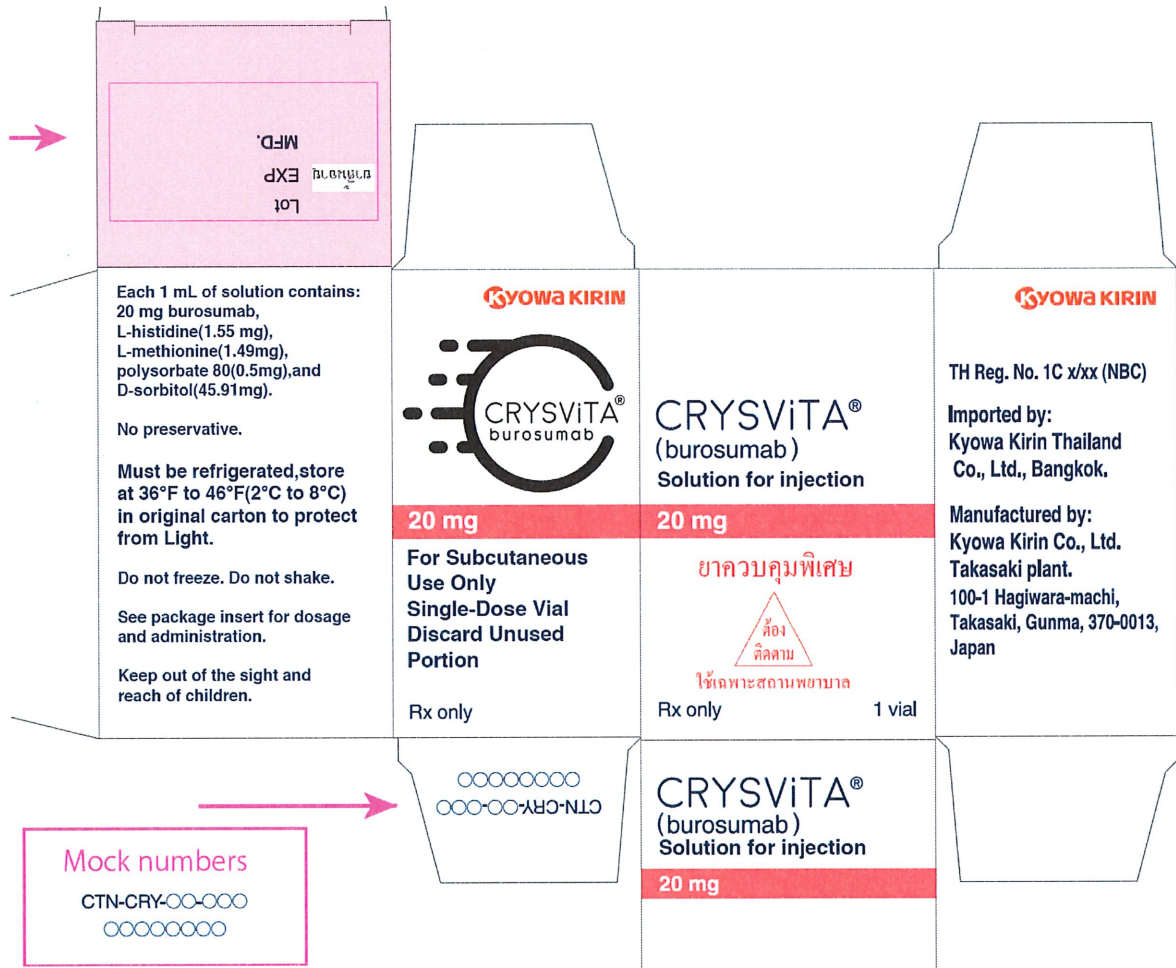 MFD.
EXP ยาสิ้นอายุ
Lot
Each 1 mL of solution contains:
20 mg burosumab,
L-histidine(1.55 mg),
L-methionine(1.49mg),
polysorbate 80(0.5mg),and
D-sorbitol(45.91mg).
No preservative.
Must be refrigerated,store
at 36°F to 46°F(2°C to 8°C)
in original carton to protect
from Light.
Do not freeze. Do not shake.
See package insert for dosage
and administration.
Keep out of the sight and
reach of children.
KYOWA KIRIN
CRYSViTA®
burosumab
20 mg
For Subcutaneous
Use Only
Single-Dose Vial
Discard Unused
Portion
Rx only
CRYSViTA®
(burosumab)
Solution for injection
20 mg
ยาควบคุมพิเศษ
ต้อง
ติดตาม
ใช้เฉพาะสถานพยาบาล
Rx only 1 vial
KYOWA KIRIN
TH Reg. No. 1C x/xx (NBC)
Imported by:
Kyowa Kirin Thailand
Co., Ltd., Bangkok.
Manufactured by:
Kyowa Kirin Co., Ltd.
Takasaki plant.
100-1 Hagiwara-machi,
Takasaki, Gunma, 370-0013,
Japan
CTN-CRY-○○-○○○
○○○○○○○○
CRYSViTA®
(burosumab)
Solution for injection
20 mg
Mock numbers
CTN-CRY-○○-○○○
○○○○○○○○